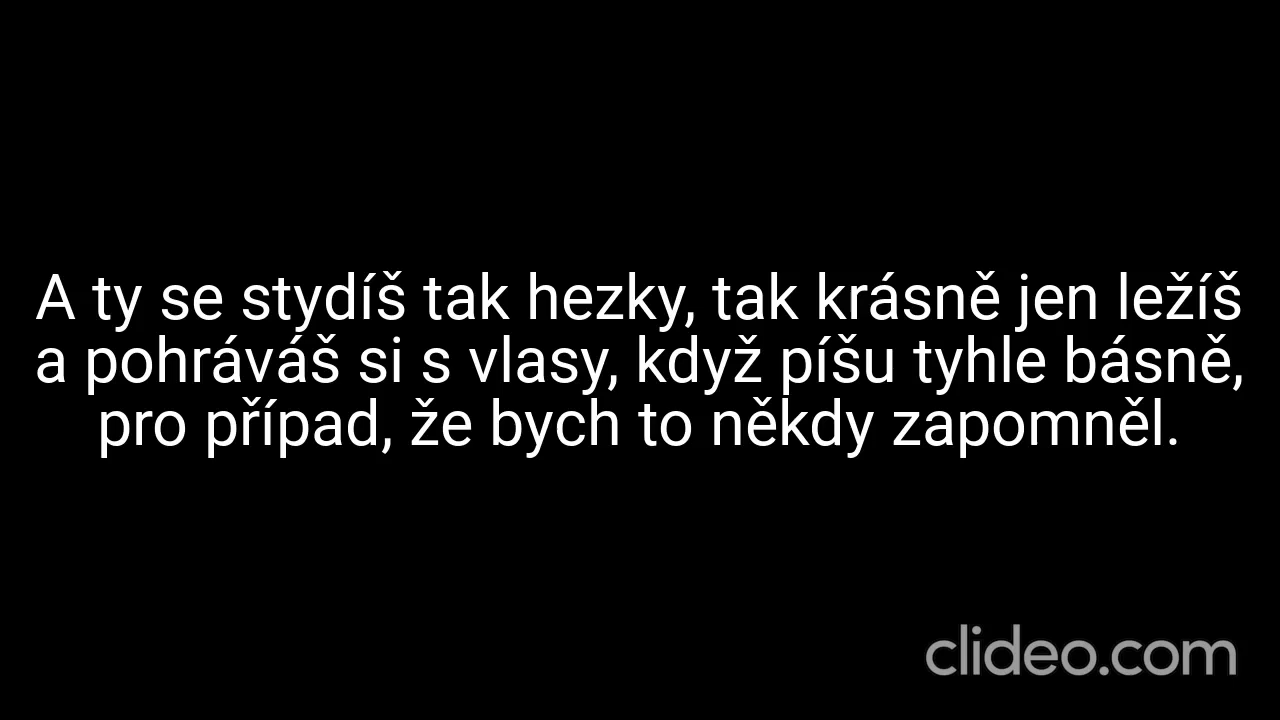 A ty se stydíš tak hezky, tak krásně jen ležíš
a pohráváš si s vlasy, když píšu tyhle básně,
pro případ, že bych to někdy zapomněl.
clideo.com